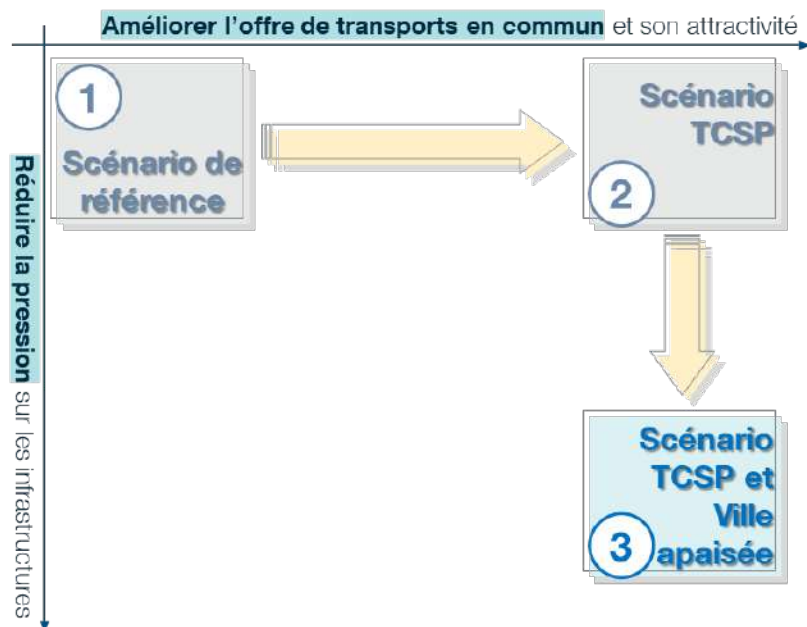 Améliorer l’offre de transports en commun et son attractivité
Réduire la pression sur les infrastructures
1
Scénario de
référence
Scénario
TCSP
2
Scénario
TCSP et
Ville
apaisée
3